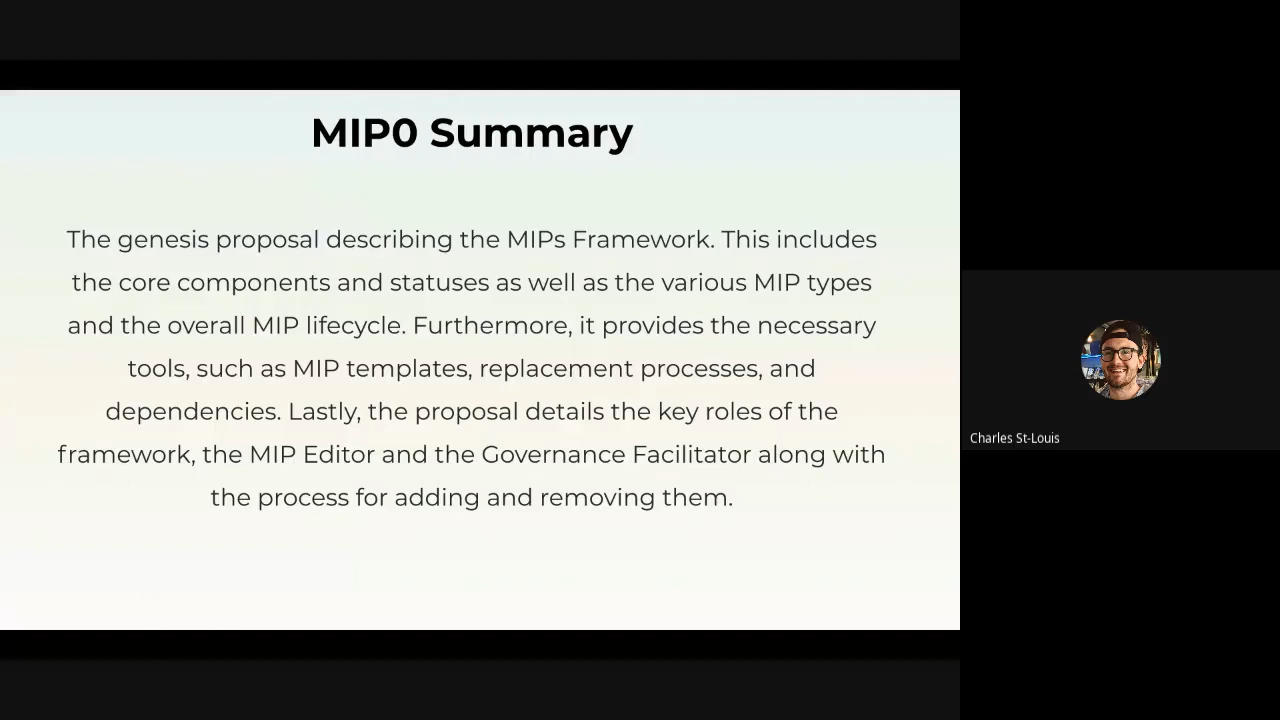 MIP0 Summary
The genesis proposal describing the MIPs Framework. This includes
the core components and statuses as well as the various MIP types
and the overall MIP lifecycle. Furthermore, it provides the necessary
tools, such as MIP templates, replacement processes, and
dependencies. Lastly, the proposal details the key roles of the
framework, the MIP Editor and the Governance Facilitator along with
the process for adding and removing them.
Charles St-Louis